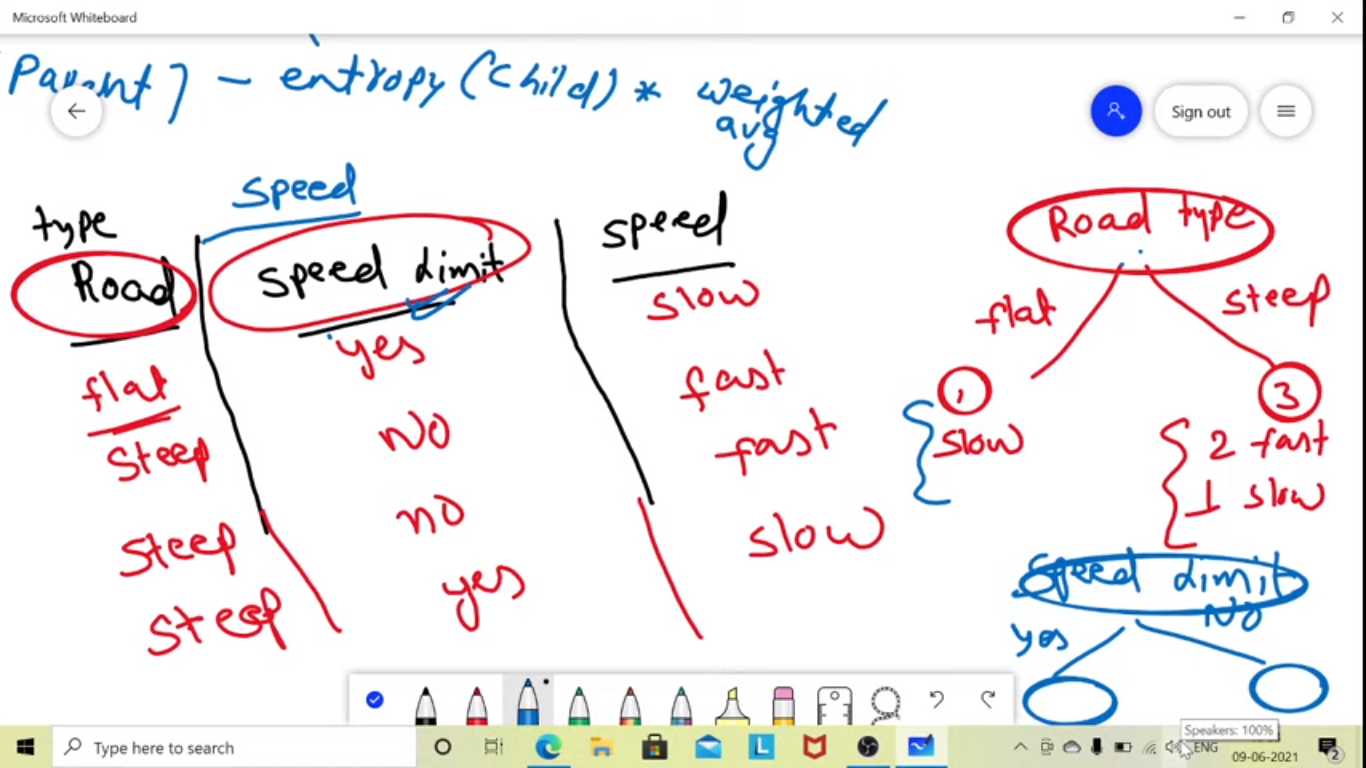 Microsoft Whiteboard
Parent] - entropy (child) * weighted avg
Sign out
speed
type Road
speed limit
speed
flat
steep
steep
steep
yes
NO
no
yes
slow
fast
fast
slow
Road type
flat
steep
1
slow
3
2 fast
1 slow
speed limit
yes
NO
Speakers: 100%
Type here to search
ENG
09-06-2021
2